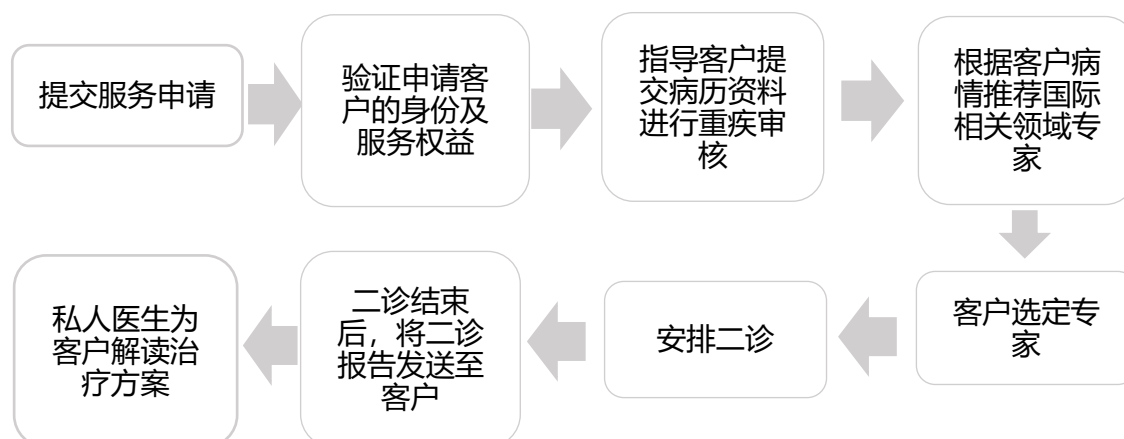 提交服务申请
验证申请客
户的身份及
服务权益
指导客户提
交病历资料
进行重疾审
核
根据客户病
情推荐国际
相关领域专
家
客户选定专
家
安排二诊
二诊结束
后，将二诊
报告发送至
客户
私人医生为
客户解读治
疗方案